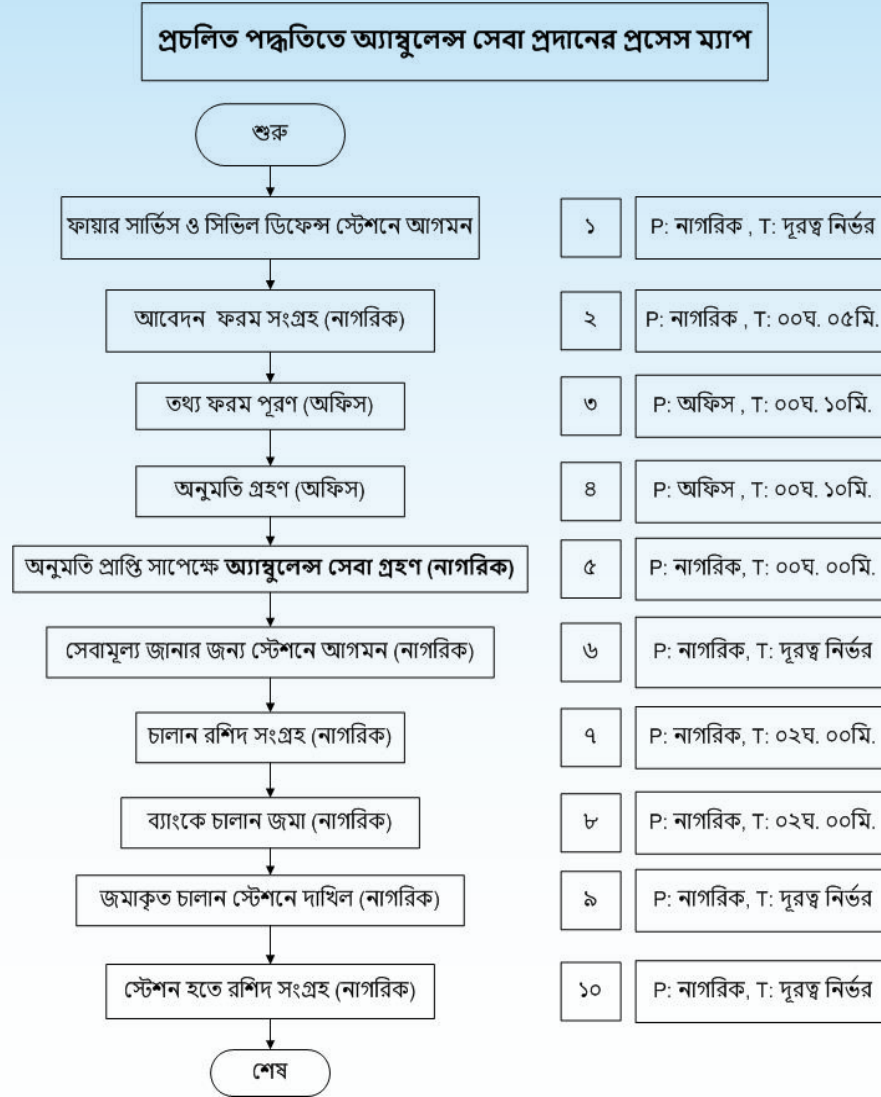 প্রচলিত পদ্ধতিতে অ্যাম্বুলেন্স সেবা প্রদানের প্রসেস ম্যাপ
শুরু
ফায়ার সার্ভিস ও সিভিল ডিফেন্স স্টেশনে আগমন
১
P: নাগরিক , T: দূরত্ব নির্ভর
আবেদন ফরম সংগ্রহ (নাগরিক)
২
P: নাগরিক , T: ০০ঘ. ০৫মি.
তথ্য ফরম পূরণ (অফিস)
৩
P: অফিস , T: ০০ঘ. ১০মি.
অনুমতি গ্রহণ (অফিস)
৪
P: অফিস , T: ০০ঘ. ১০মি.
অনুমতি প্রাপ্তি সাপেক্ষে অ্যাম্বুলেন্স সেবা গ্রহণ (নাগরিক)
৫
P: নাগরিক, T: ০০ঘ. ০০মি.
সেবামূল্য জানার জন্য স্টেশনে আগমন (নাগরিক)
৬
P: নাগরিক, T: দূরত্ব নির্ভর
চালান রশিদ সংগ্রহ (নাগরিক)
৭
P: নাগরিক, T: ০২ঘ. ০০মি.
ব্যাংকে চালান জমা (নাগরিক)
৮
P: নাগরিক, T: ০২ঘ. ০০মি.
জমাকৃত চালান স্টেশনে দাখিল (নাগরিক)
৯
P: নাগরিক, T: দূরত্ব নির্ভর
স্টেশন হতে রশিদ সংগ্রহ (নাগরিক)
১০
P: নাগরিক, T: দূরত্ব নির্ভর
শেষ